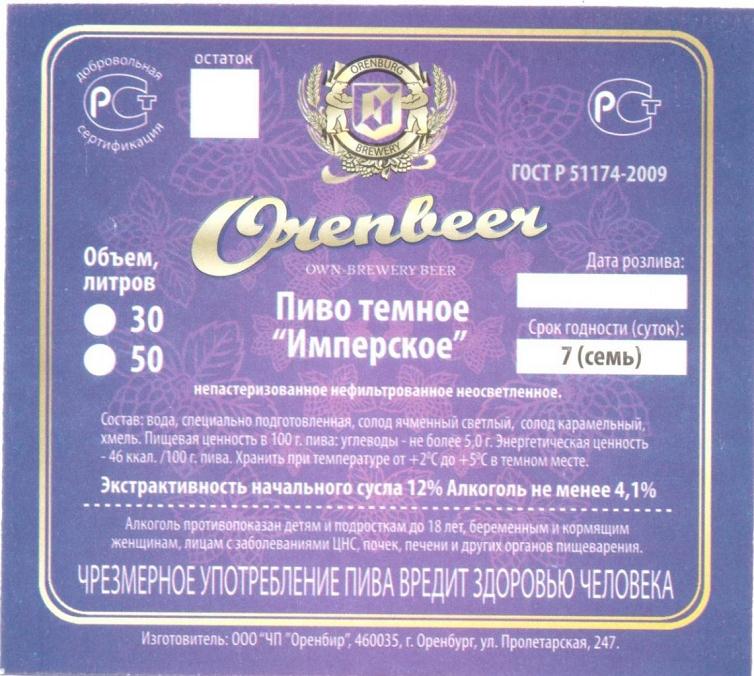 добровольная
РСТ
сертификация
остаток
ORENBURG
BREWERY
РСТ
ГОСТ Р 51174-2009
Orenbeer
OWN-BREWERY BEER
Объем,
литров
30
50
Пиво темное
“Имперское”
Дата розлива:
Срок годности (суток):
7 (семь)
непастеризованное нефильтрованное неосветленное.
Состав: вода, специально подготовленная, солод ячменный светлый, солод карамельный,
хмель. Пищевая ценность в 100 г. пива: углеводы - не более 5,0 г. Энергетическая ценность
- 46 ккал. /100 г. пива. Хранить при температуре от +2°С до +5°С в темном месте.
Экстрактивность начального сусла 12% Алкоголь не менее 4,1%
Алкоголь противопоказан детям и подросткам до 18 лет, беременным и кормящим
женщинам, лицам с заболеваниями ЦНС, почек, печени и других органов пищеварения.
ЧРЕЗМЕРНОЕ УПОТРЕБЛЕНИЕ ПИВА ВРЕДИТ ЗДОРОВЬЮ ЧЕЛОВЕКА
Изготовитель: ООО “ЧП “Оренбир”, 460035, г. Оренбург, ул. Пролетарская, 247.